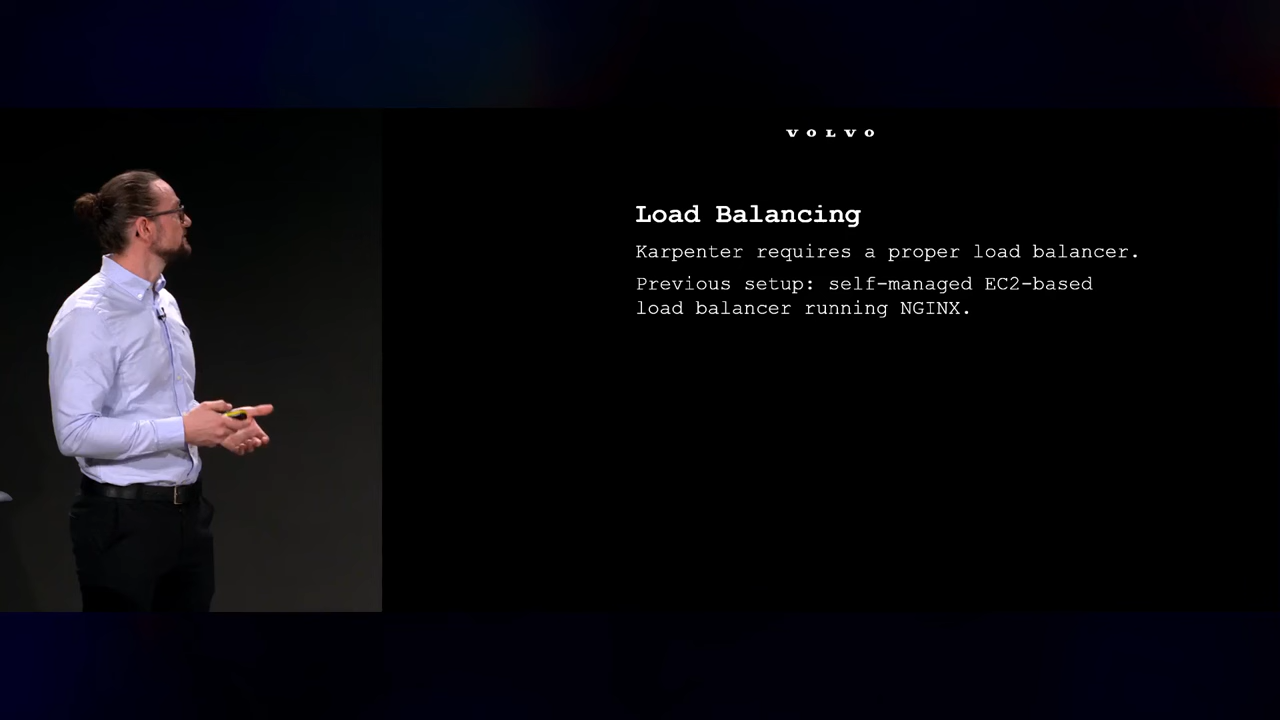 VOLVO
Load Balancing
Karpenter requires a proper load balancer.
Previous setup: self-managed EC2-based
load balancer running NGINX.